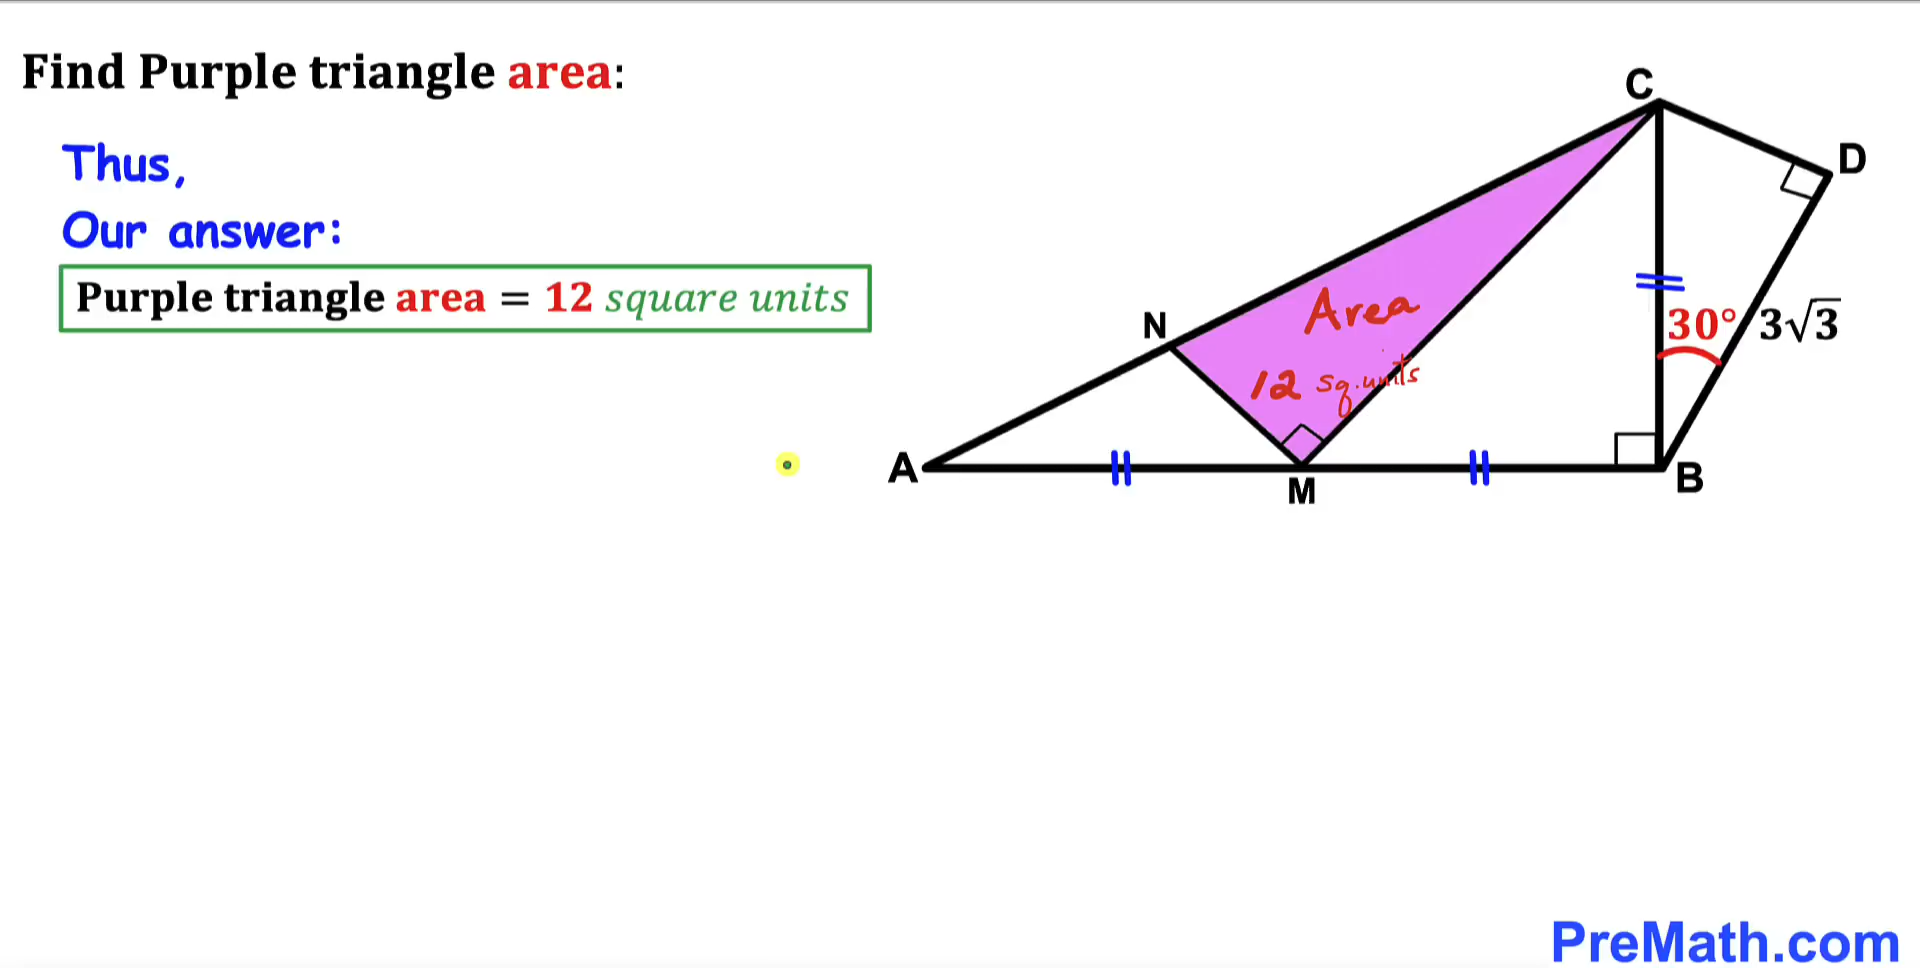 Find Purple triangle area:
Thus,
Our answer:
Purple triangle area = 12 square units
C
D
N
Area
12 sq.units
30°
3√3
A
M
B
PreMath.com